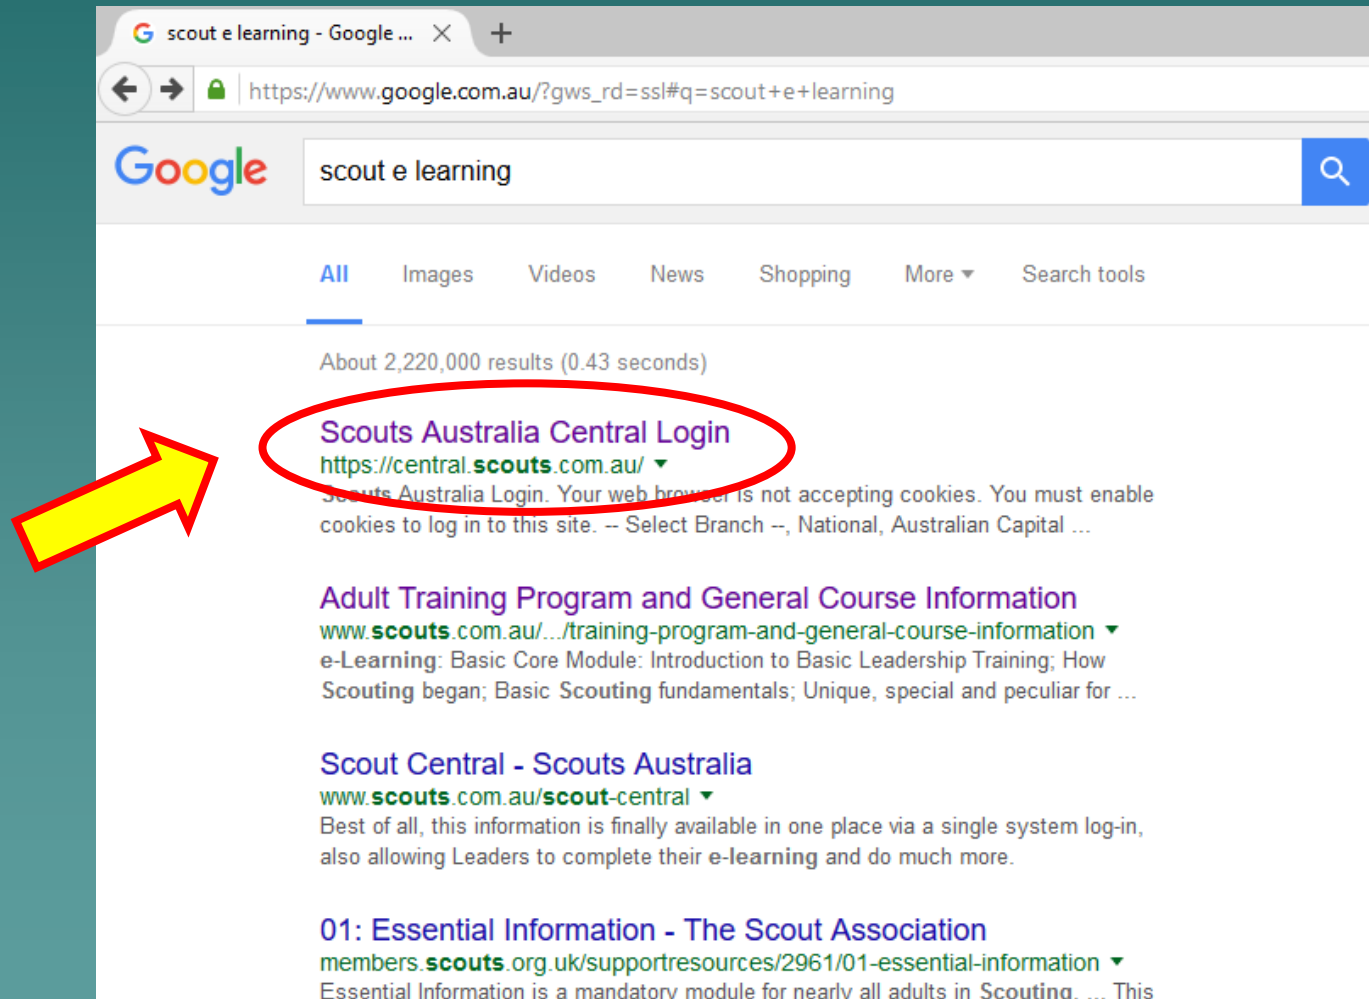 scout e learning - Google ...
https://www.google.com.au/?gws_rd=ssl#q=scout+e+learning
Google
scout e learning
All Images Videos News Shopping More Search tools
About 2,220,000 results (0.43 seconds)
Scouts Australia Central Login
https://central.scouts.com.au/
Scouts Australia Login. Your web browser is not accepting cookies. You must enable
cookies to log in to this site. -- Select Branch --, National, Australian Capital ...
Adult Training Program and General Course Information
www.scouts.com.au/.../training-program-and-general-course-information
e-Learning: Basic Core Module: Introduction to Basic Leadership Training; How
Scouting began; Basic Scouting fundamentals; Unique, special and peculiar for ...
Scout Central - Scouts Australia
www.scouts.com.au/scout-central
Best of all, this information is finally available in one place via a single system log-in,
also allowing Leaders to complete their e-learning and do much more.
01: Essential Information - The Scout Association
members.scouts.org.uk/supportresources/2961/01-essential-information
Essential Information is a mandatory module for nearly all adults in Scouting. ... This